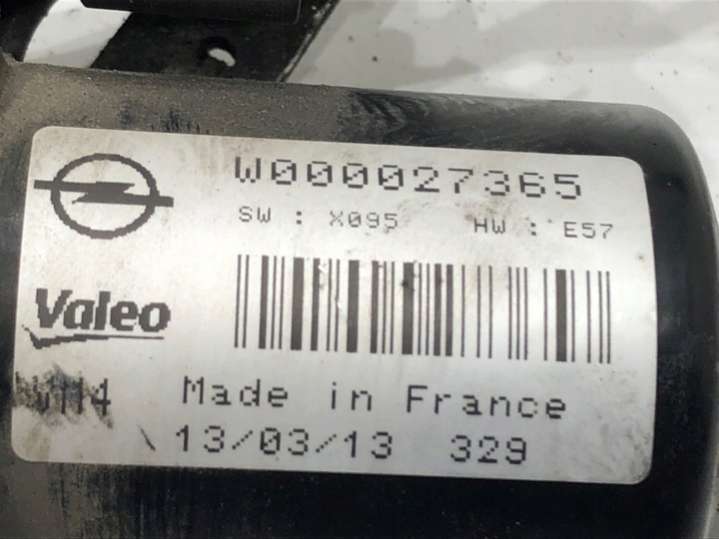 W000027365
SW : X095 HW : E57
Valeo
Made in France
13/03/13 329